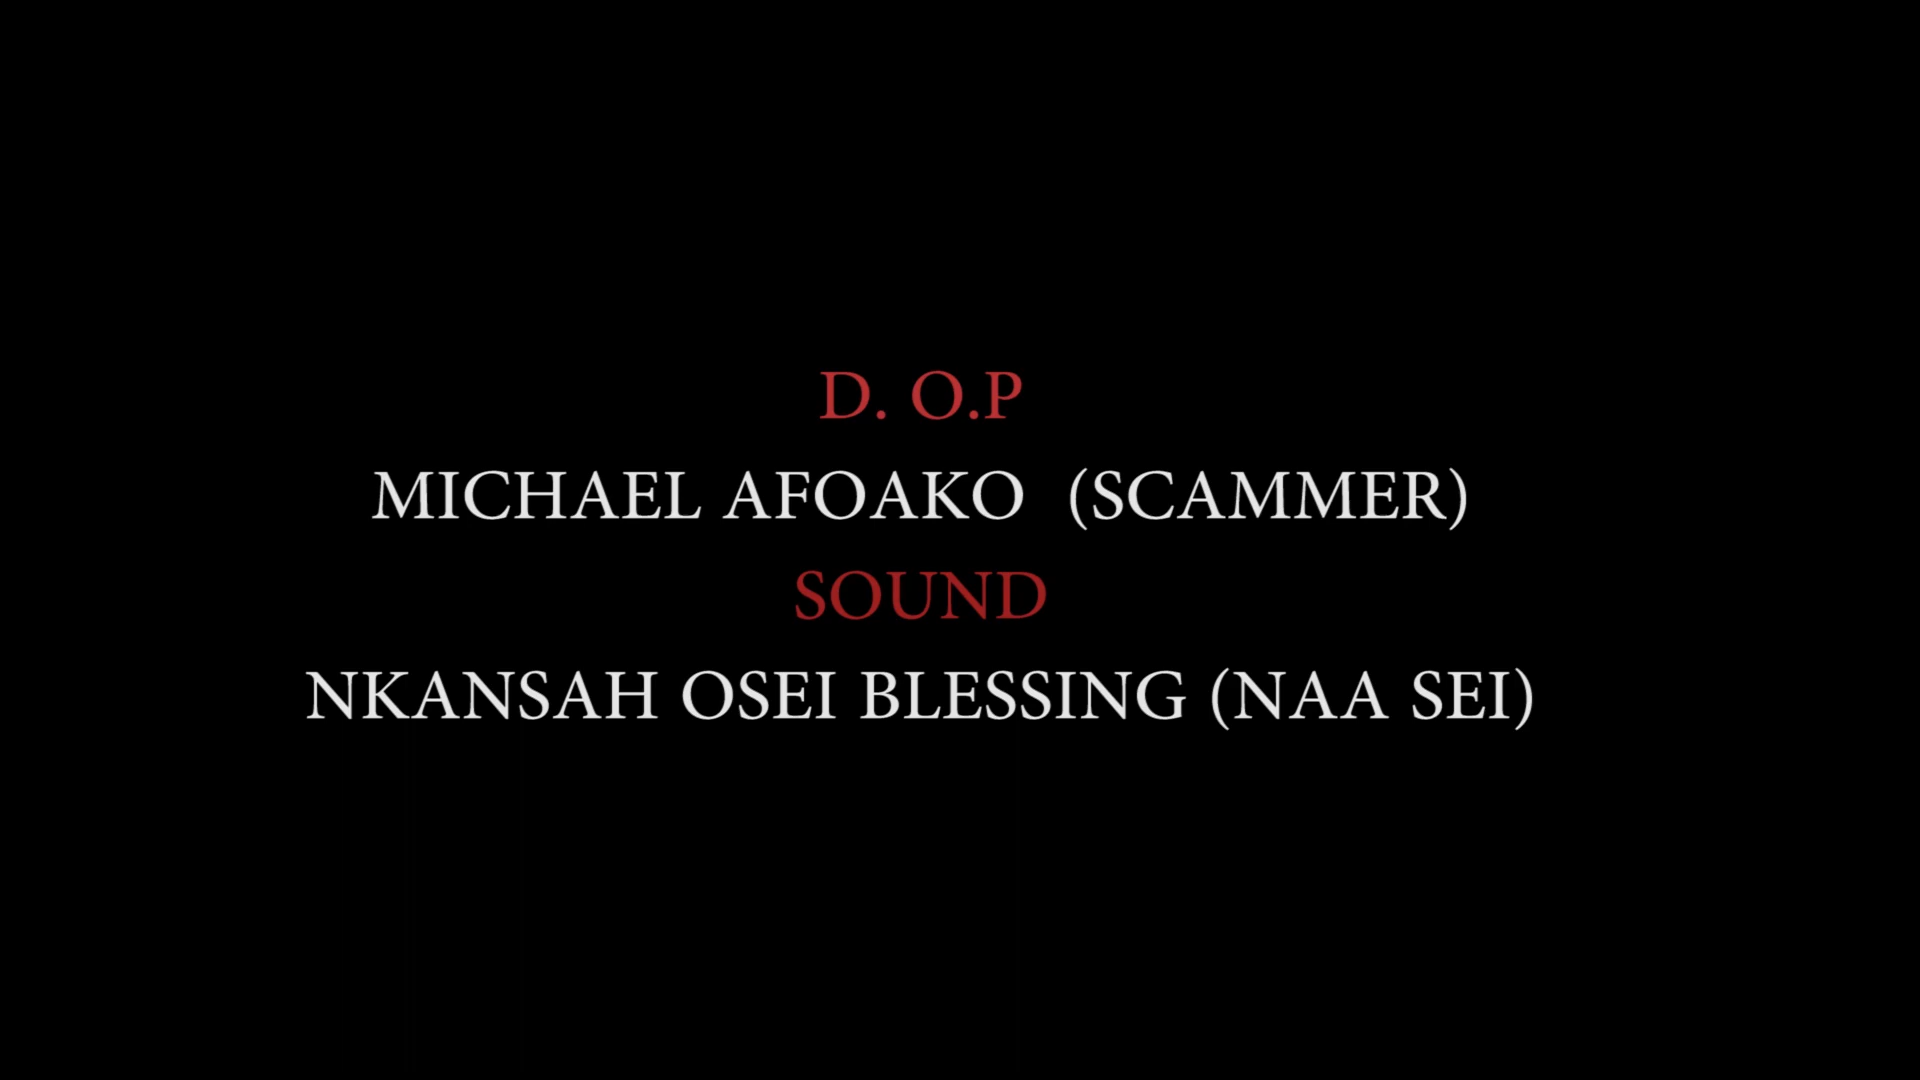 D. O.P
MICHAEL AFOAKO  (SCAMMER)
SOUND
NKANSAH OSEI BLESSING (NAA SEI)